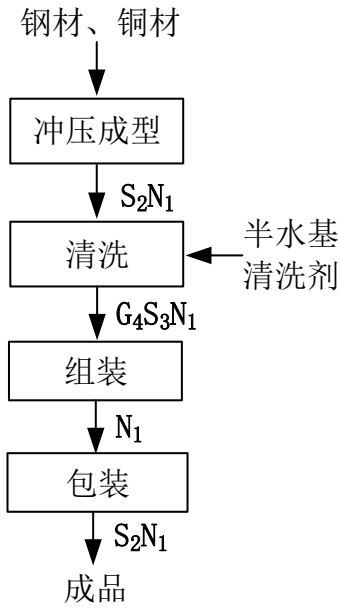 钢材、铜材
冲压成型
S₂N₁
清洗
半水基
清洗剂
G₄S₃N₁
组装
N₁
包装
S₂N₁
成品